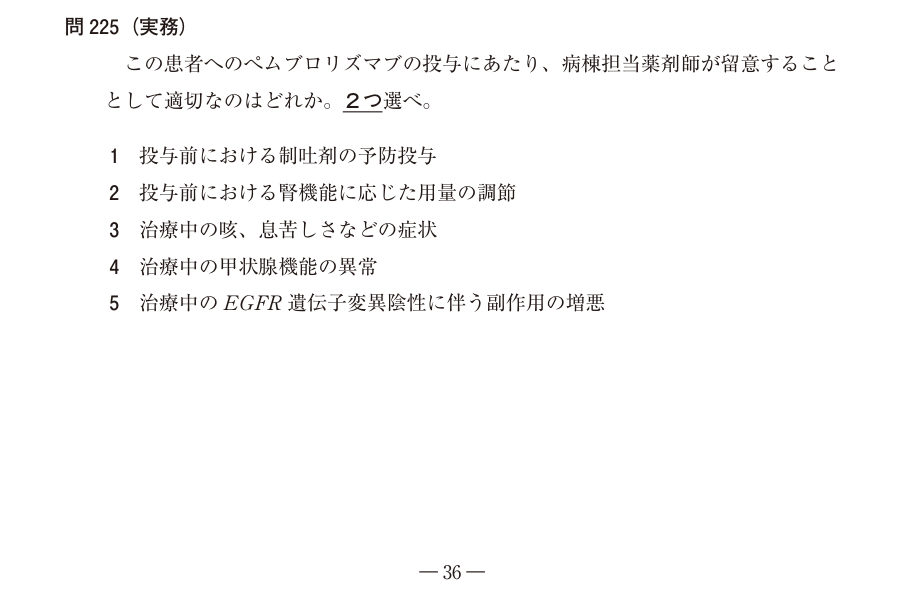 問 225（実務）
この患者へのペムブロリズマブの投与にあたり、病棟担当薬剤師が留意すること
として適切なのはどれか。２つ選べ。
1 投与前における制吐剤の予防投与
2 投与前における腎機能に応じた用量の調節
3 治療中の咳、息苦しさなどの症状
4 治療中の甲状腺機能の異常
5 治療中の EGFR 遺伝子変異陰性に伴う副作用の増悪
― 36 ―